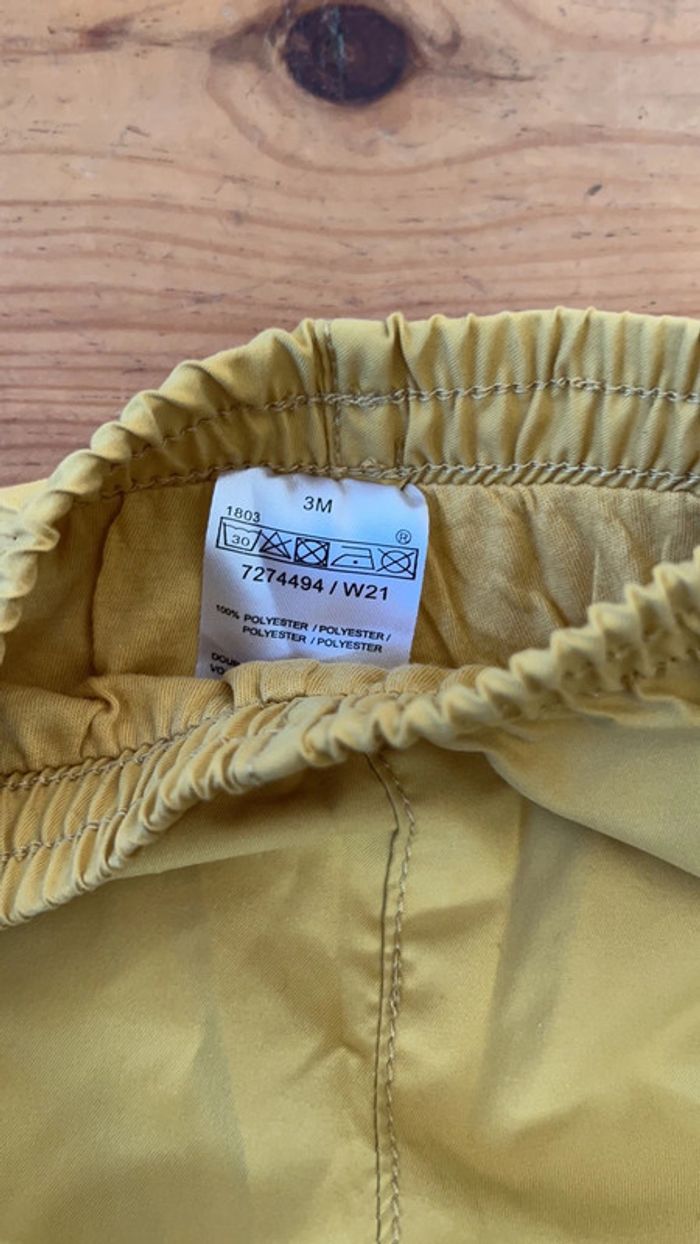 3M
1803
®
30
7274494 / W21
100% POLYESTER / POLYESTER /
POLYESTER / POLYESTER